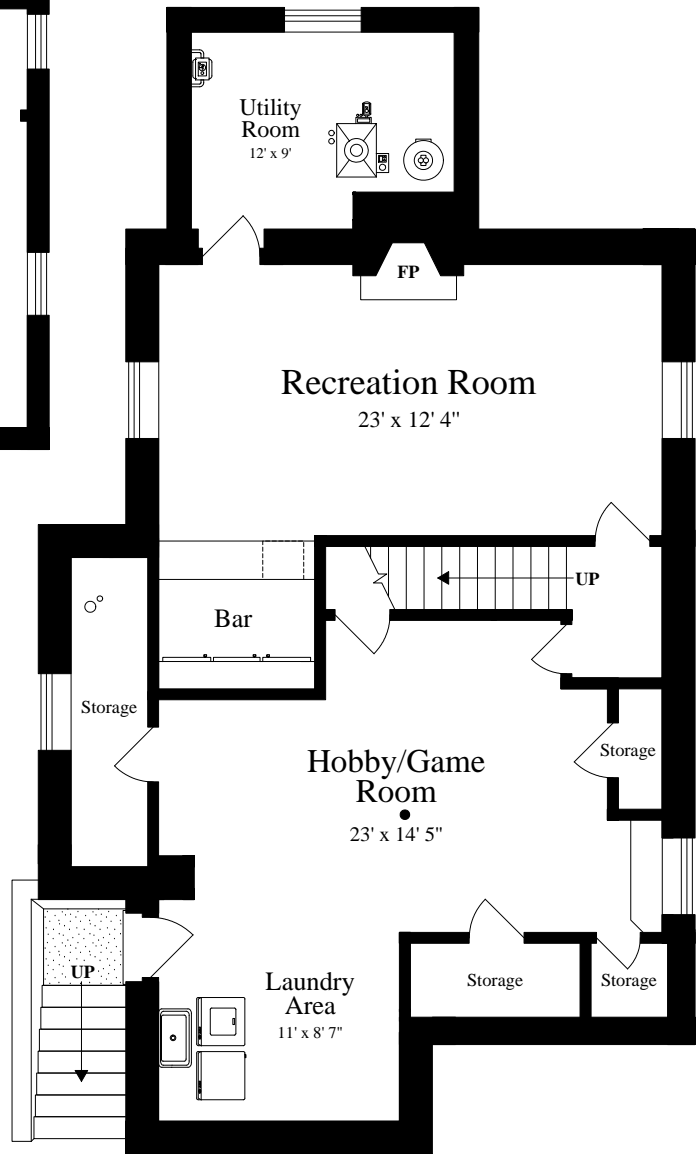 Utility
Room
12' x 9'
FP
Recreation Room
23' x 12' 4"
UP
Bar
Storage
Storage
Hobby/Game
Room
23' x 14' 5"
UP
Laundry
Area
11' x 8' 7"
Storage
Storage